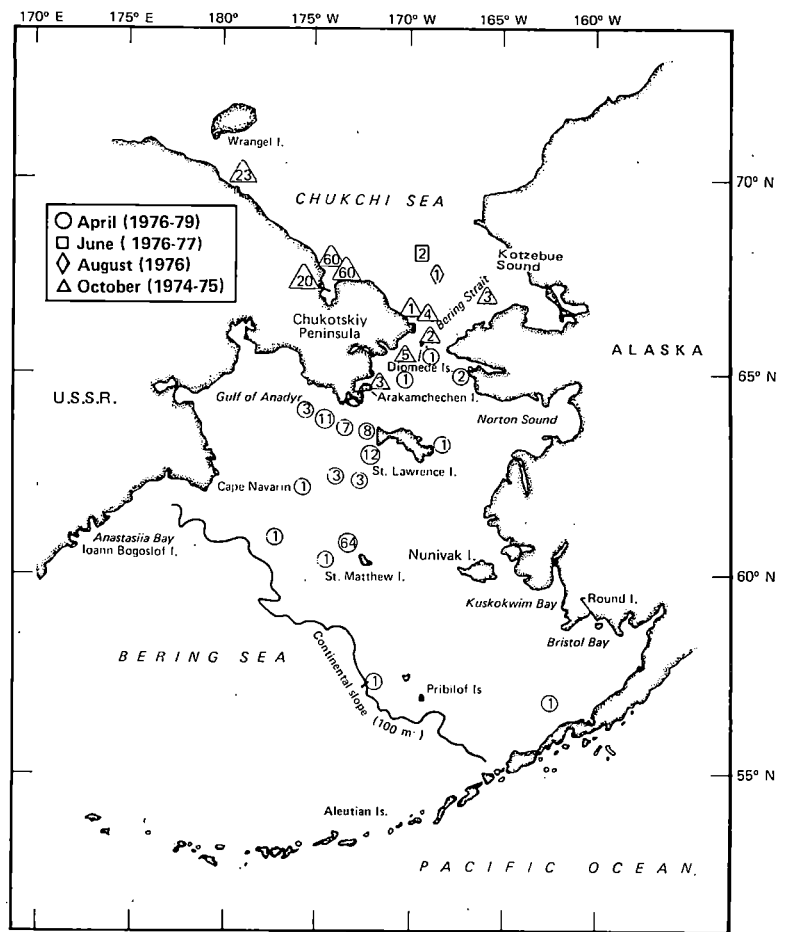 170° E 180° 175° W 170° W 165° W 160° W
Wrangel I.
23
CHUKCHI SEA
70° N
○ April (1976-79)
□ June ( 1976-77)
◇ August (1976)
△ October (1974-75)
2
Kotzebue
Sound
60
60
1
20
3
Bering Strait
1
4
Chukotskiy
Peninsula
2
ALASKA
5
1
Diomede Is.
1
2
65° N
3
U.S.S.R.
Gulf of Anadyr
Arakamchechen I.
3
11
7
8
Norton Sound
1
12
St. Lawrence I.
3
3
Cape Navarin
1
Anastasiia Bay
Ioann Bogoslof I.
1
64
1
Nunivak I.
St. Matthew I.
60° N
Kuskokwim Bay
Round I.
Bristol Bay
BERING SEA
Continental slope
(100 m.)
1
Pribilof Is
1
55° N
Aleutian Is.
PACIFIC OCEAN